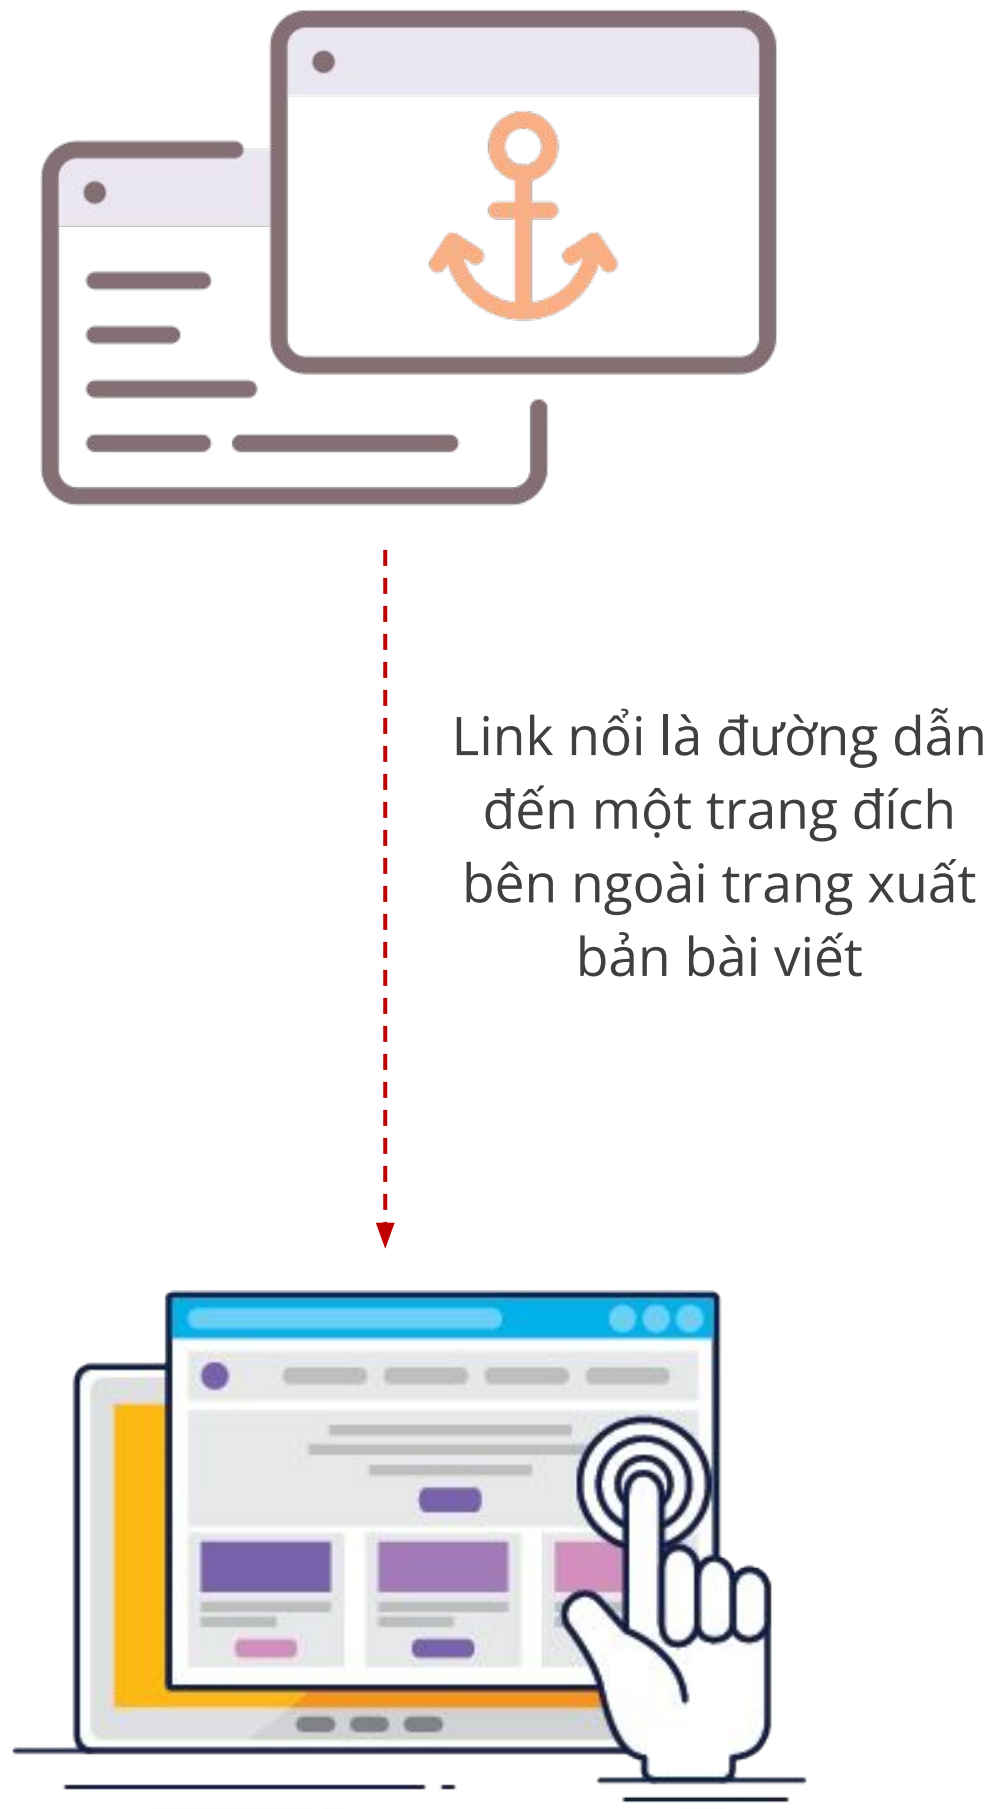 Link nổi là đường dẫn
đến một trang đích
bên ngoài trang xuất
bản bài viết